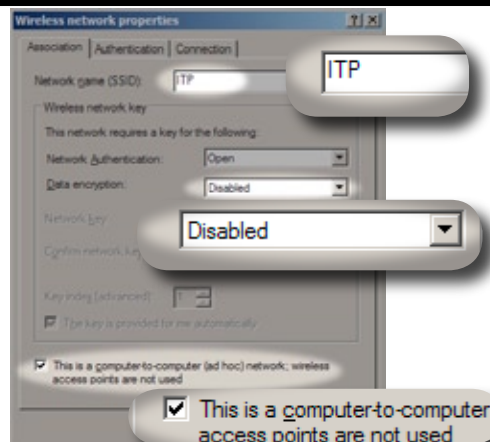 Wireless network properties
Association Authentication Connection
Network name (SSID): ITP
ITP
Wireless network key
This network requires a key for the following:
Network Authentication: Open
Data encryption: Disabled
Network key
Disabled
Confirm network key
Key index (advanced): 1
The key is provided for me automatically
This is a computer-to-computer (ad hoc) network; wireless
access points are not used
This is a computer-to-computer
access points are not used